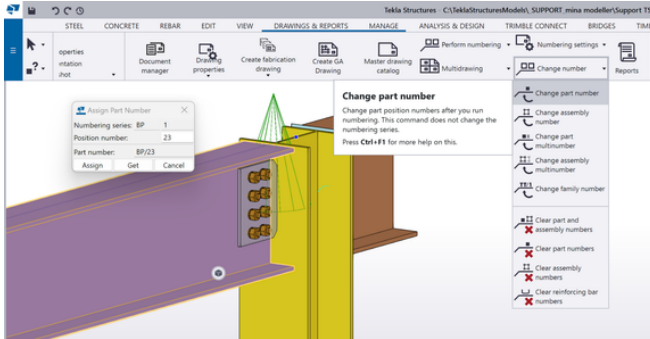 Tekla Structures - C:\TeklaStructuresModels\_SUPPORT_mina modeller\Support TS
STEEL CONCRETE REBAR EDIT VIEW DRAWINGS & REPORTS MANAGE ANALYSIS & DESIGN TRIMBLE CONNECT BRIDGES TIM
operties
ntation
ihot
Document manager
Drawing properties
Create fabrication drawing
Create GA Drawing
Master drawing catalog
Perform numbering
Multidrawing
Numbering settings
Change number
Reports
Assign Part Number
Numbering series: BP 1
Position number: 23
Part number: BP/23
Assign Get Cancel
Change part number
Change part position numbers after you run
numbering. This command does not change the
numbering series.
Press Ctrl+F1 for more help on this.
Change part number
Change assembly
number
Change part
multinumber
Change assembly
multinumber
Change family number
Clear part and
assembly numbers
Clear part numbers
Clear assembly
numbers
Clear reinforcing bar
numbers